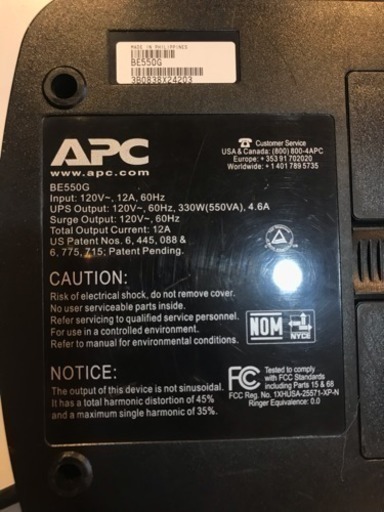 MADE IN PHILIPPINES
BE550G
3B0838X24203
APC
www.apc.com
Customer Service
USA & Canada: (800) 800-4APC
Europe: + 353 91 702020
Worldwide: + 1 401 789 5735
BE550G
Input: 120V~, 12A, 60Hz
UPS Output: 120V~, 60Hz, 330W(550VA), 4.6A
Surge Output: 120V~, 60Hz
Total Output Current: 12A
US Patent Nos. 6, 445, 088 &
6, 775, 715; Patent Pending.
CAUTION:
Risk of electrical shock, do not remove cover.
No user serviceable parts inside.
Refer servicing to qualified service personnel.
For use in a controlled environment.
Refer to manual for environmental conditions.
NOM
NYCE
NOTICE:
The output of this device is not sinusoidal.
It has a total harmonic distortion of 45%
and a maximum single harmonic of 35%.
FC Tested to comply
with FCC Standards
including Parts 15 & 68
FCC Reg. No. 1XHUSA-25571-XP-N
Ringer Equivalence: 0.0